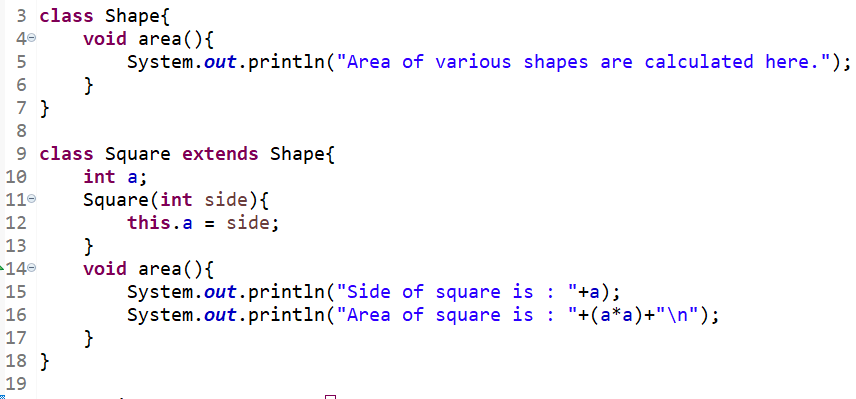 3 class Shape{
4 void area(){
5 System.out.println("Area of various shapes are calculated here.");
6 }
7 }
8
9 class Square extends Shape{
10 int a;
11 Square(int side){
12 this.a = side;
13 }
14 void area(){
15 System.out.println("Side of square is : "+a);
16 System.out.println("Area of square is : "+(a*a)+"\n");
17 }
18 }
19